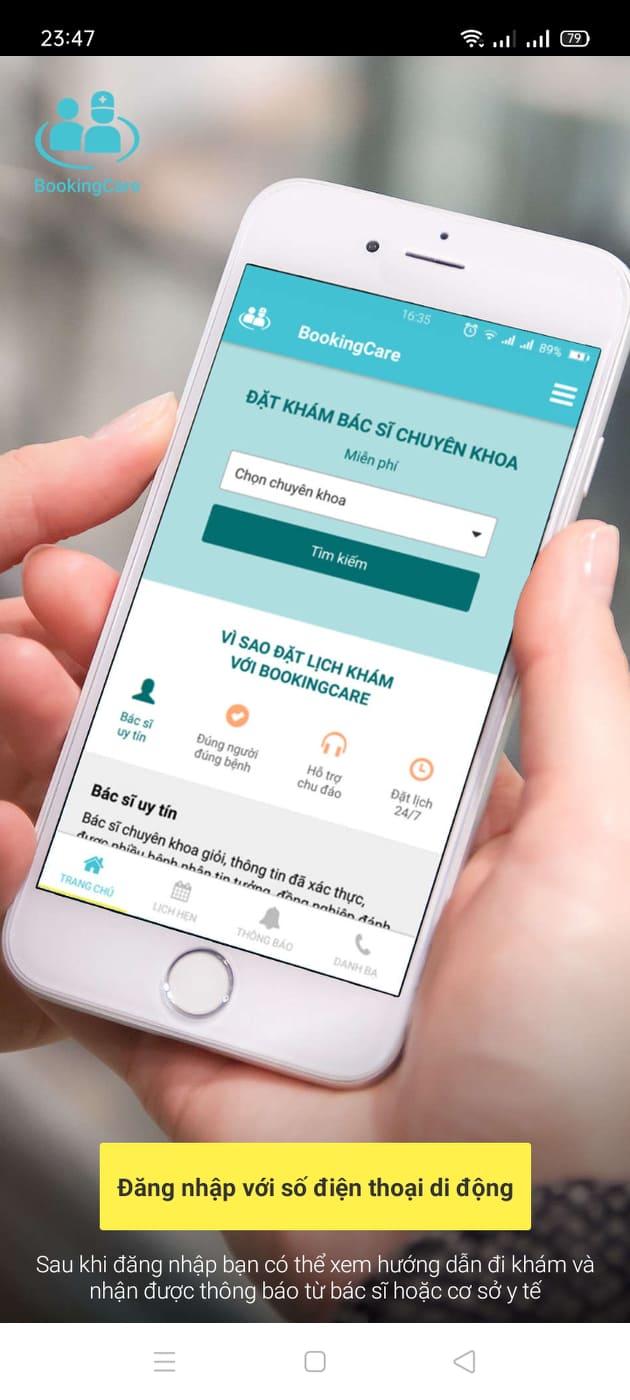 23:47
79
BookingCare
16:35
89%
BookingCare
ĐẶT KHÁM BÁC SĨ CHUYÊN KHOA
Miễn phí
Chọn chuyên khoa
Tìm kiếm
VÌ SAO ĐẶT LỊCH KHÁM
VỚI BOOKINGCARE
Bác sĩ
uy tín
Đúng người
đúng bệnh
Hỗ trợ
chu đáo
Đặt lịch
24/7
Bác sĩ uy tín
Bác sĩ chuyên khoa giỏi, thông tin đã xác thực,
được nhiều bệnh nhân tin tưởng, đồng nghiệp đánh
TRANG CHỦ
LỊCH HẸN
THÔNG BÁO
DANH BẠ
Đăng nhập với số điện thoại di động
Sau khi đăng nhập bạn có thể xem hướng dẫn đi khám và
nhận được thông báo từ bác sĩ hoặc cơ sở y tế